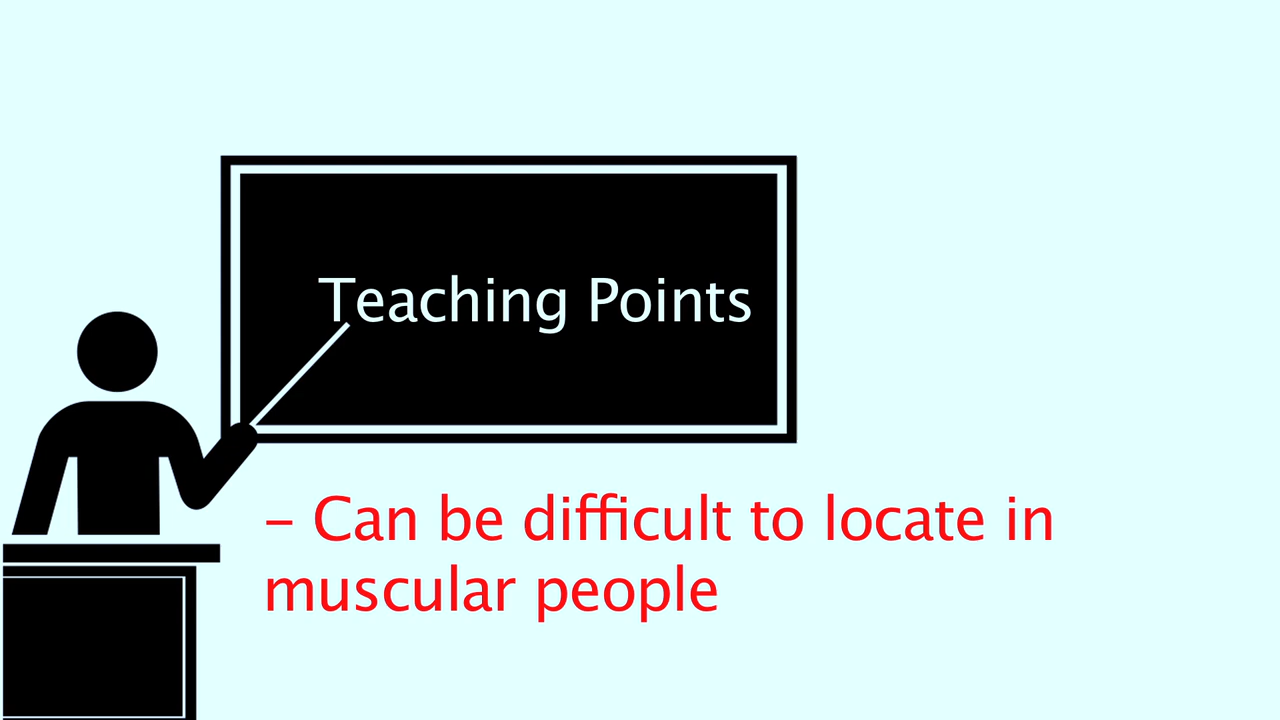 Teaching Points
– Can be difficult to locate in
muscular people